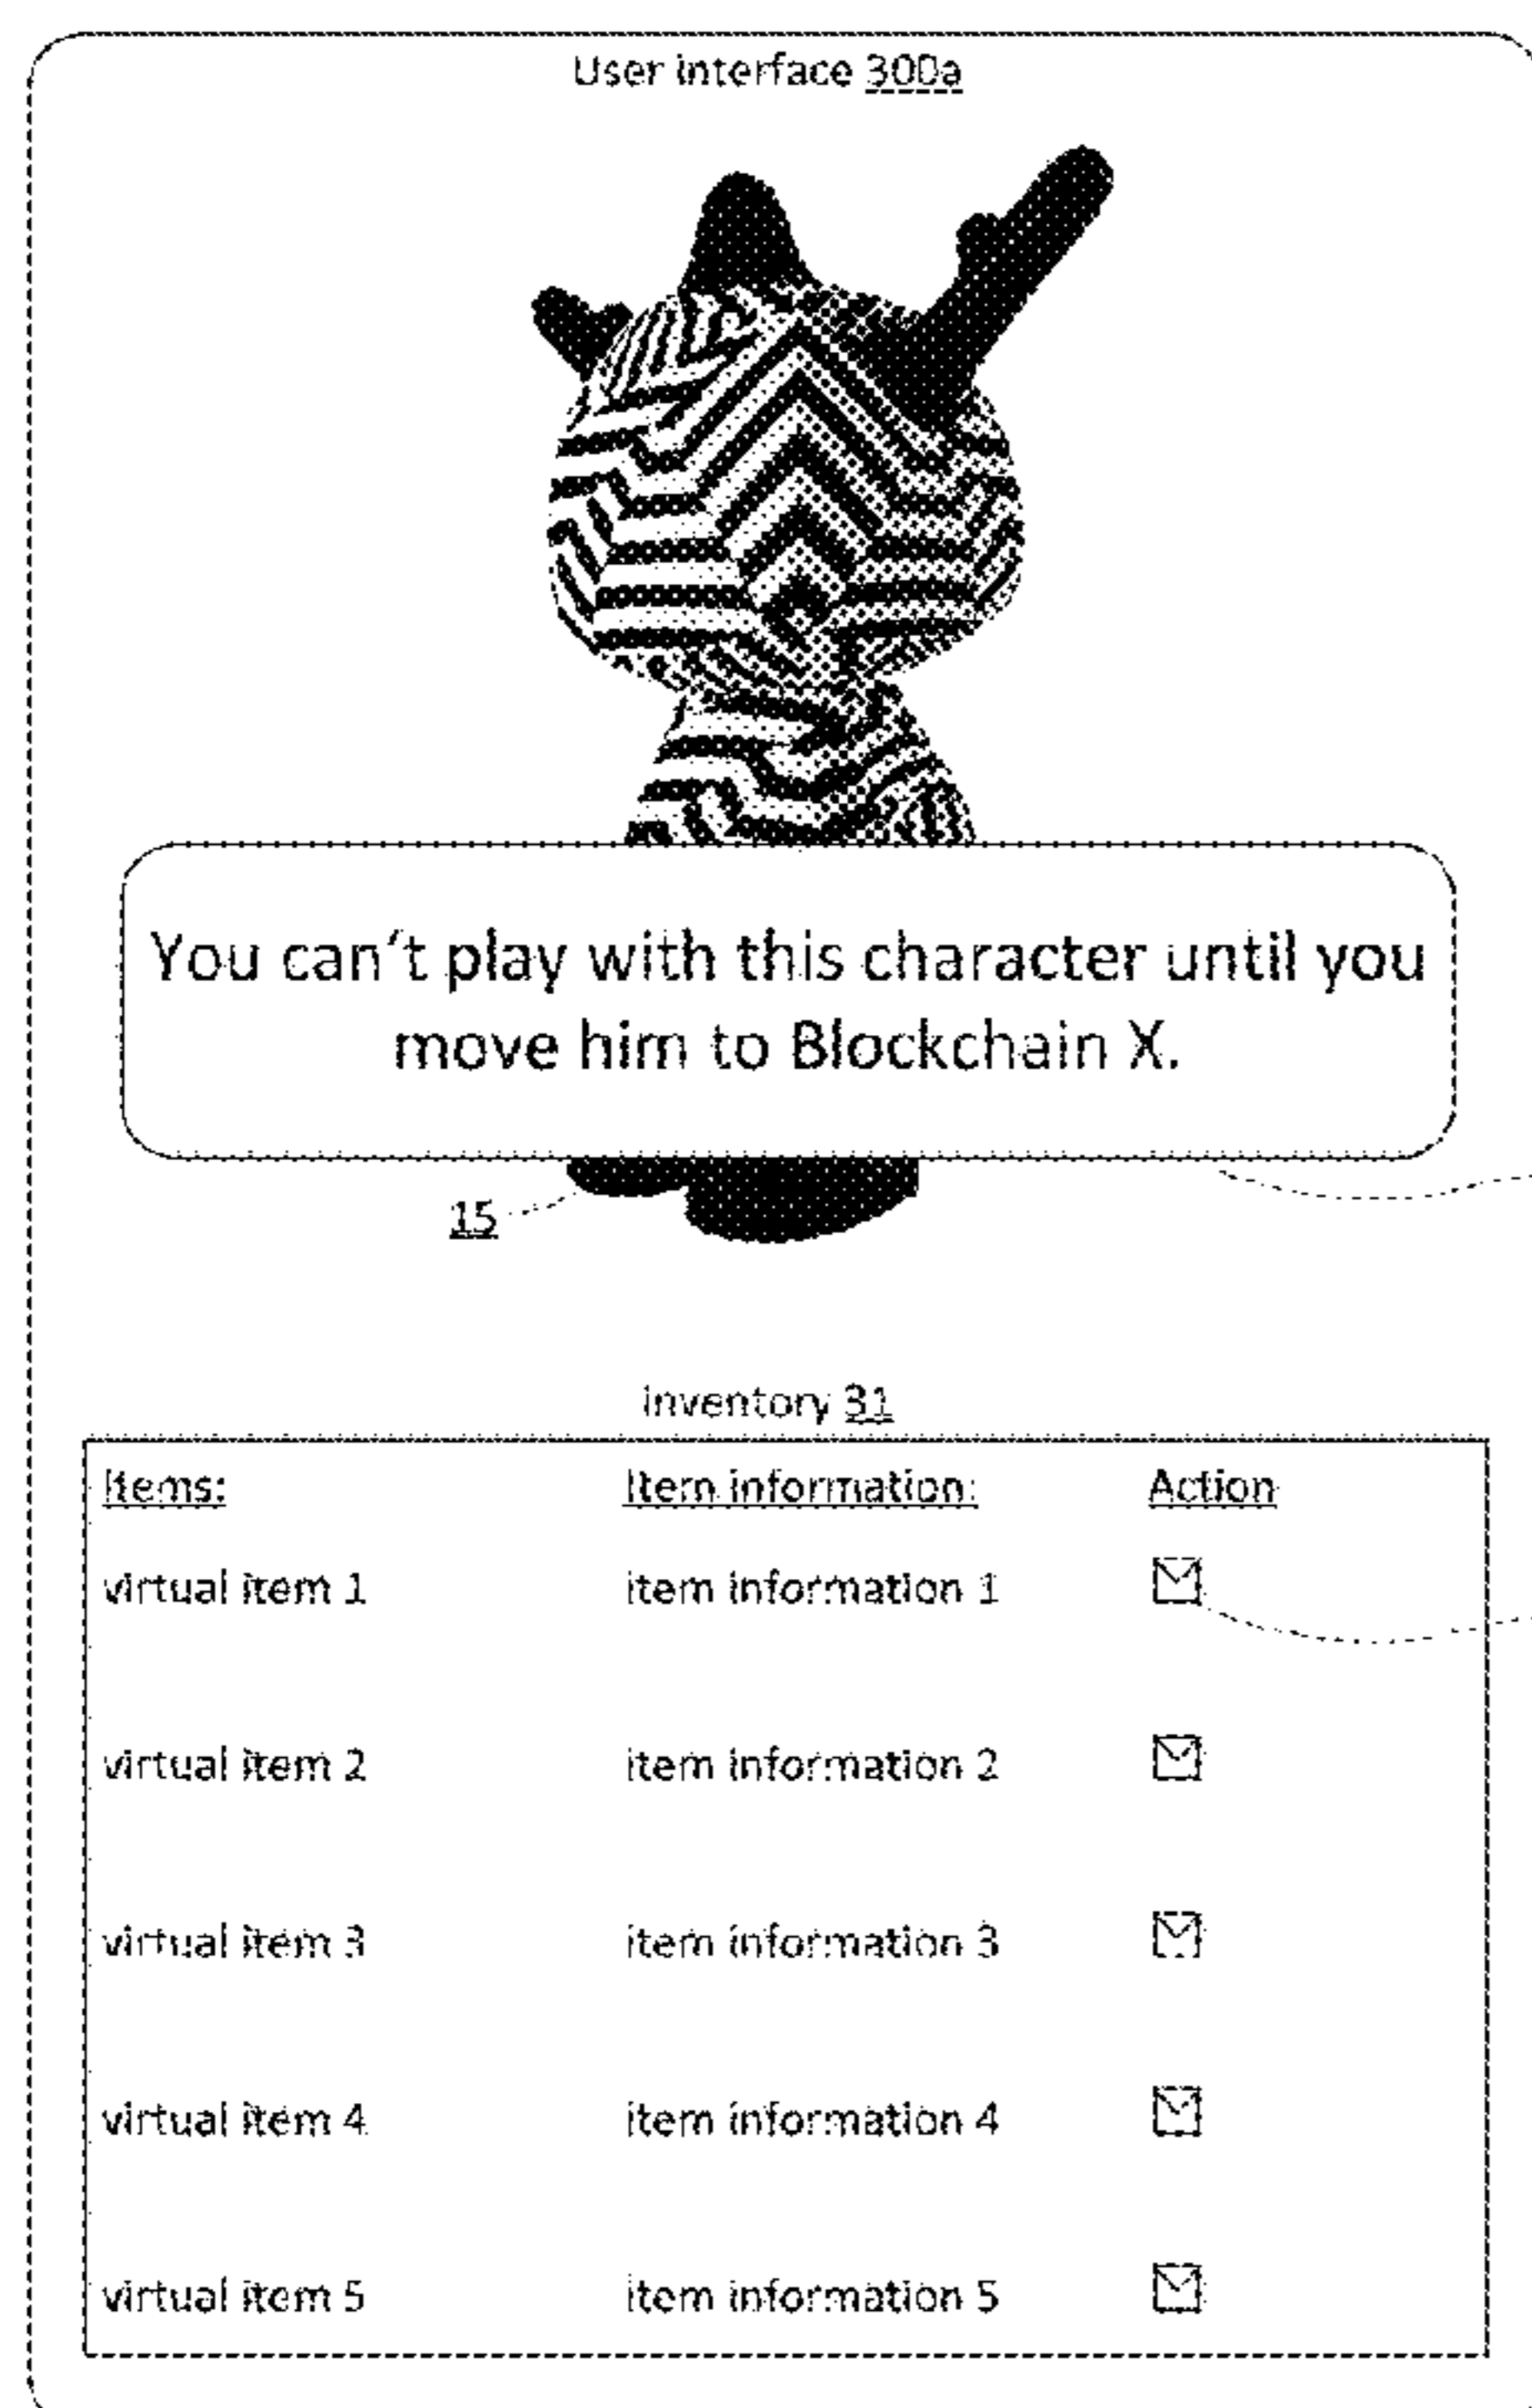 User interface 300a
You can't play with this character until you
move him to Blockchain X.
15
inventory 31
Items: Item information: Action
virtual item 1 item information 1
virtual item 2 item information 2
virtual item 3 item information 3
virtual item 4 item information 4
virtual item 5 item information 5